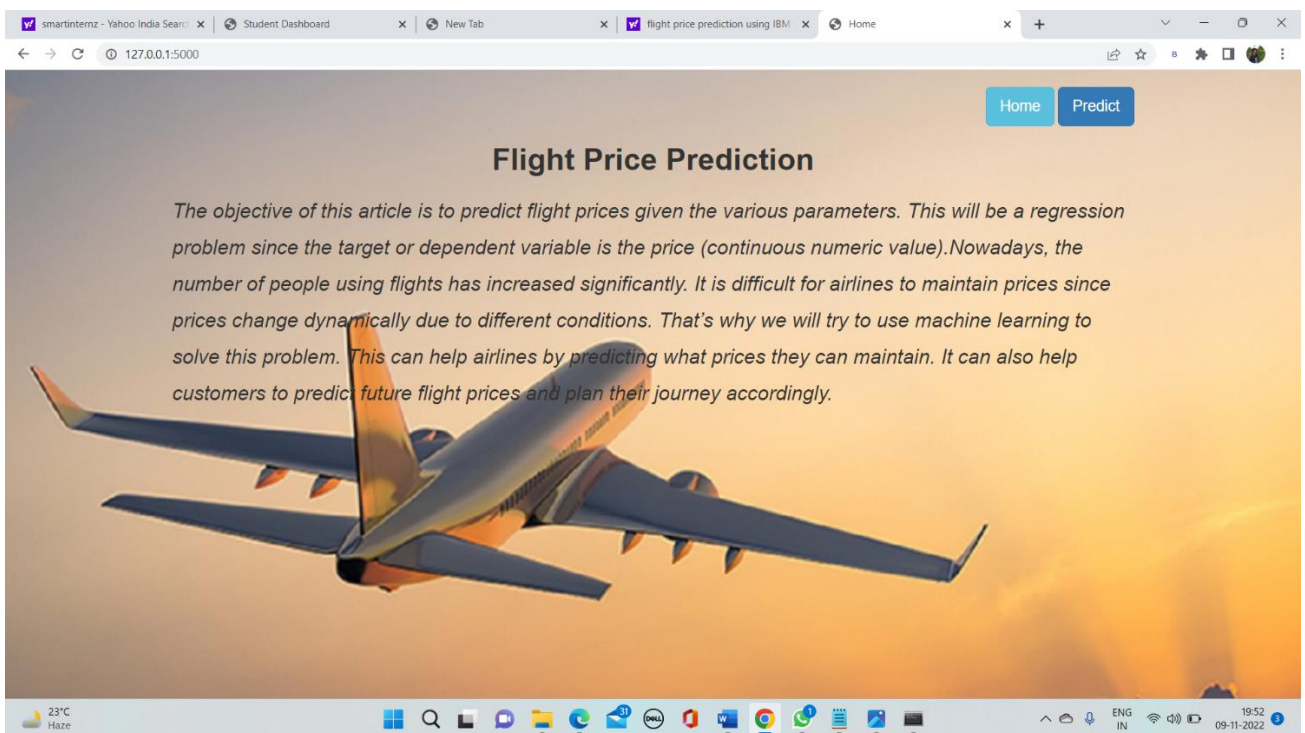 smartinternz - Yahoo India Searc
Student Dashboard
New Tab
flight price prediction using IBM
Home
127.0.0.1:5000
B
Home
Predict
Flight Price Prediction
The objective of this article is to predict flight prices given the various parameters. This will be a regression
problem since the target or dependent variable is the price (continuous numeric value).Nowadays, the
number of people using flights has increased significantly. It is difficult for airlines to maintain prices since
prices change dynamically due to different conditions. That's why we will try to use machine learning to
solve this problem. This can help airlines by predicting what prices they can maintain. It can also help
customers to predict future flight prices and plan their journey accordingly.
23°C
Haze
31
DELL
1
ENG
IN
19:52
09-11-2022
3